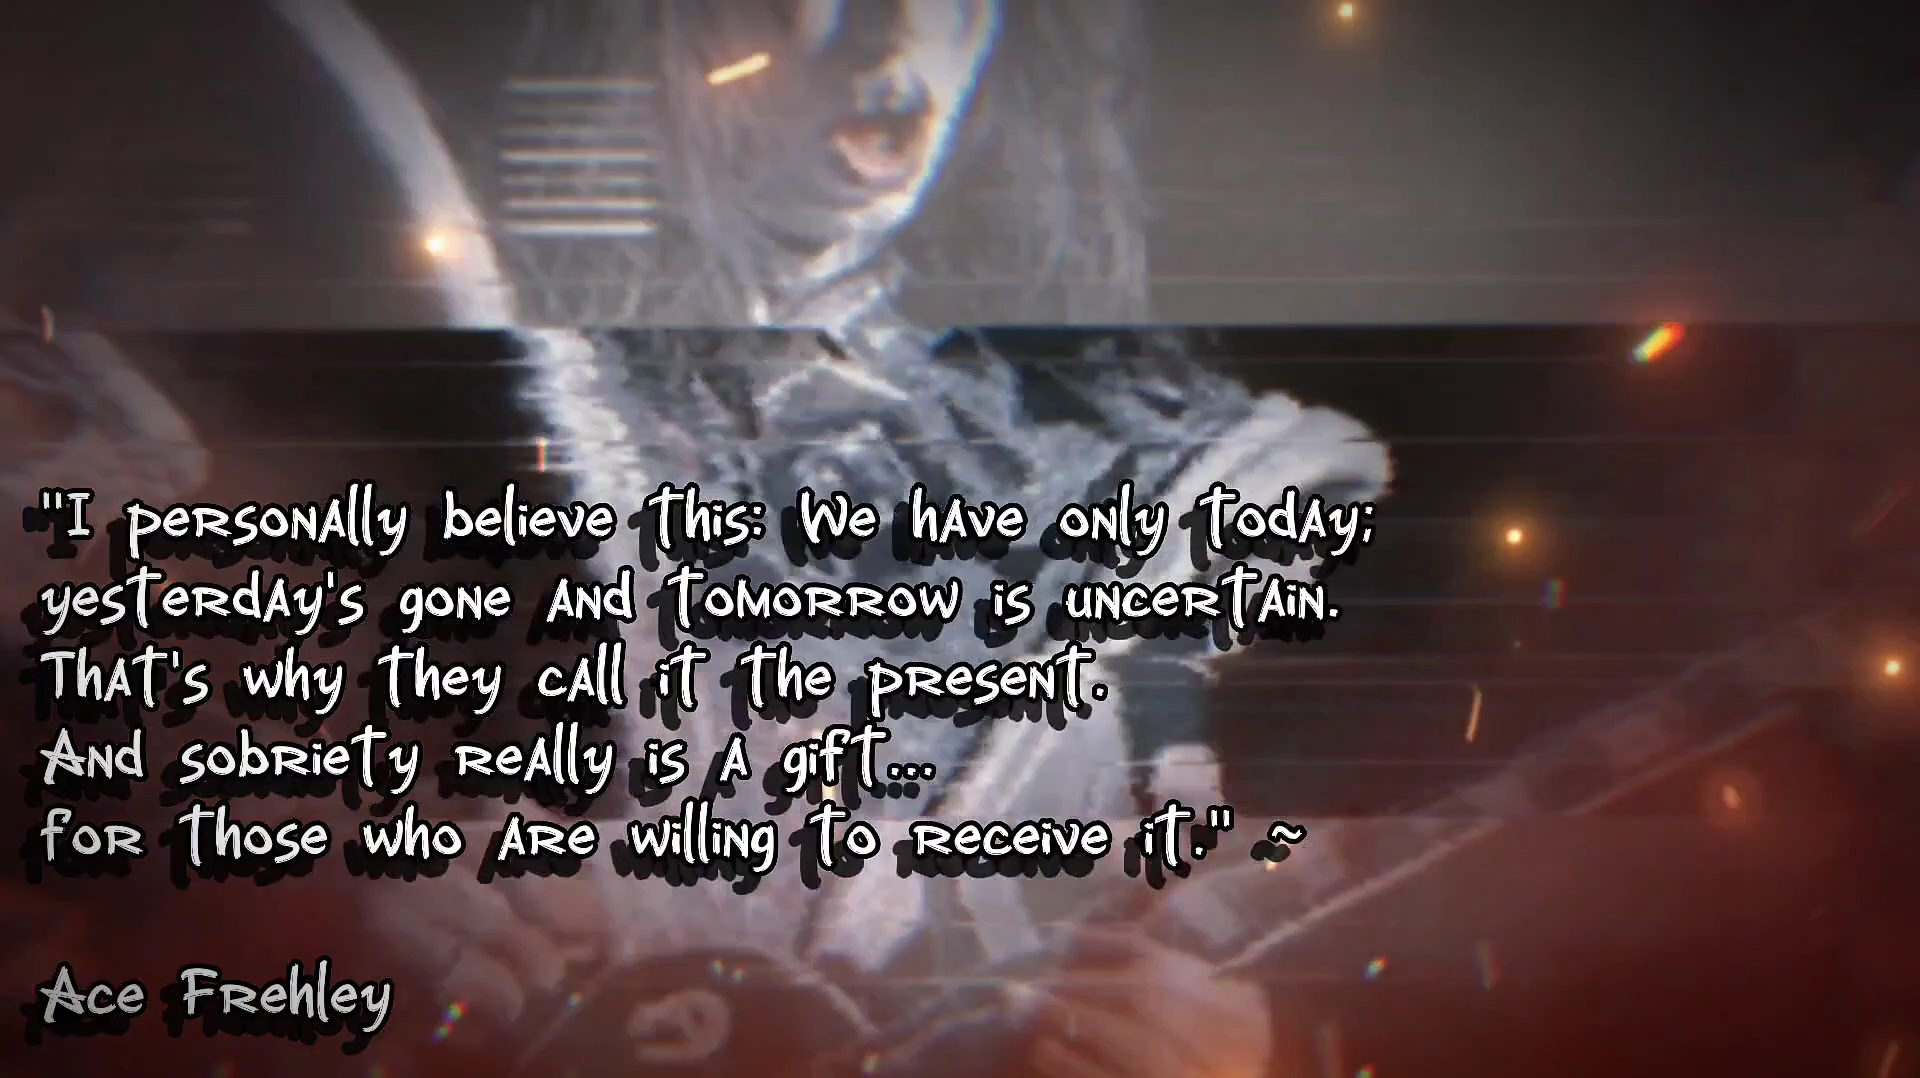 "I personally believe this: We have only today;
yesterday's gone and tomorrow is uncertain.
That's why they call it the present.
And sobriety really is a gift...
for those who are willing to receive it." ~
Ace Frehley